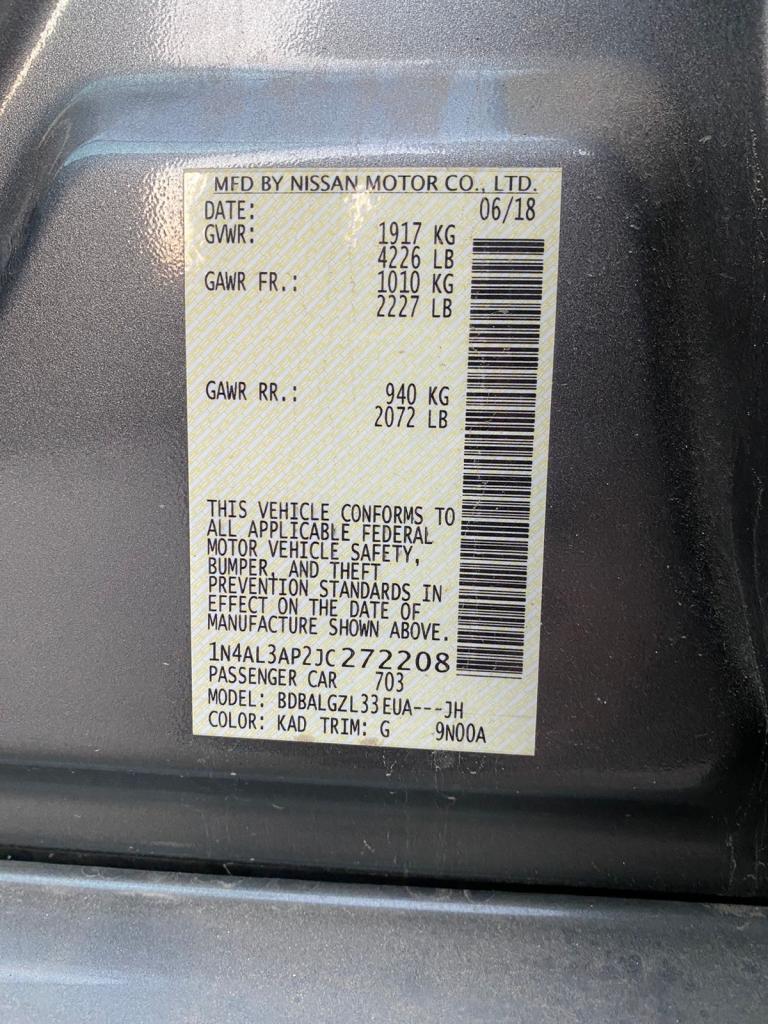 MFD BY NISSAN MOTOR CO., LTD.
DATE: 06/18
GVWR: 1917 KG
4226 LB
GAWR FR.: 1010 KG
2227 LB
GAWR RR.: 940 KG
2072 LB
THIS VEHICLE CONFORMS TO
ALL APPLICABLE FEDERAL
MOTOR VEHICLE SAFETY,
BUMPER, AND THEFT
PREVENTION STANDARDS IN
EFFECT ON THE DATE OF
MANUFACTURE SHOWN ABOVE.
1N4AL3AP2JC272208
PASSENGER CAR 703
MODEL: BDBALGZL33EUA---JH
COLOR: KAD TRIM: G 9N00A